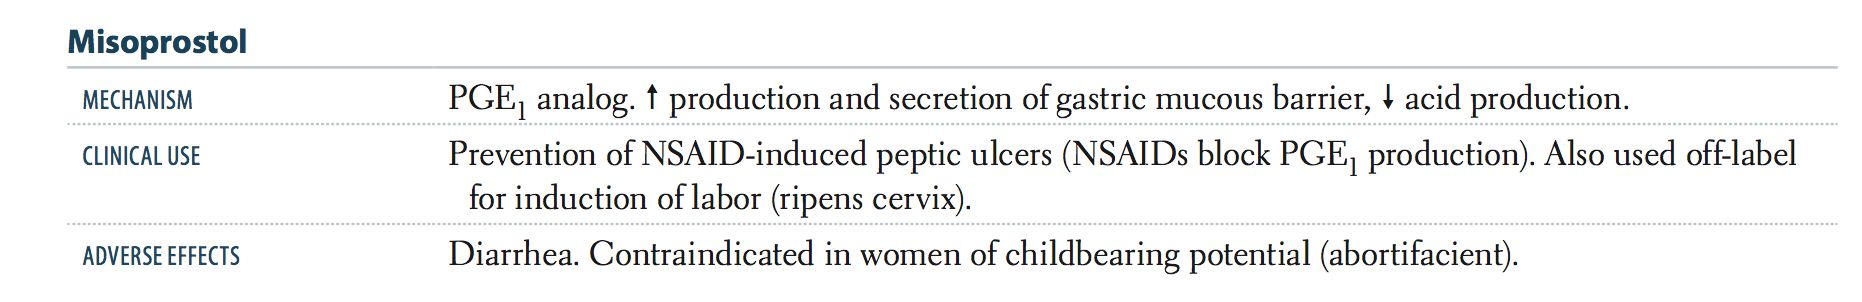 Misoprostol
MECHANISM PGE₁ analog. ↑ production and secretion of gastric mucous barrier, ↓ acid production.
CLINICAL USE Prevention of NSAID-induced peptic ulcers (NSAIDs block PGE₁ production). Also used off-label
for induction of labor (ripens cervix).
ADVERSE EFFECTS Diarrhea. Contraindicated in women of childbearing potential (abortifacient).